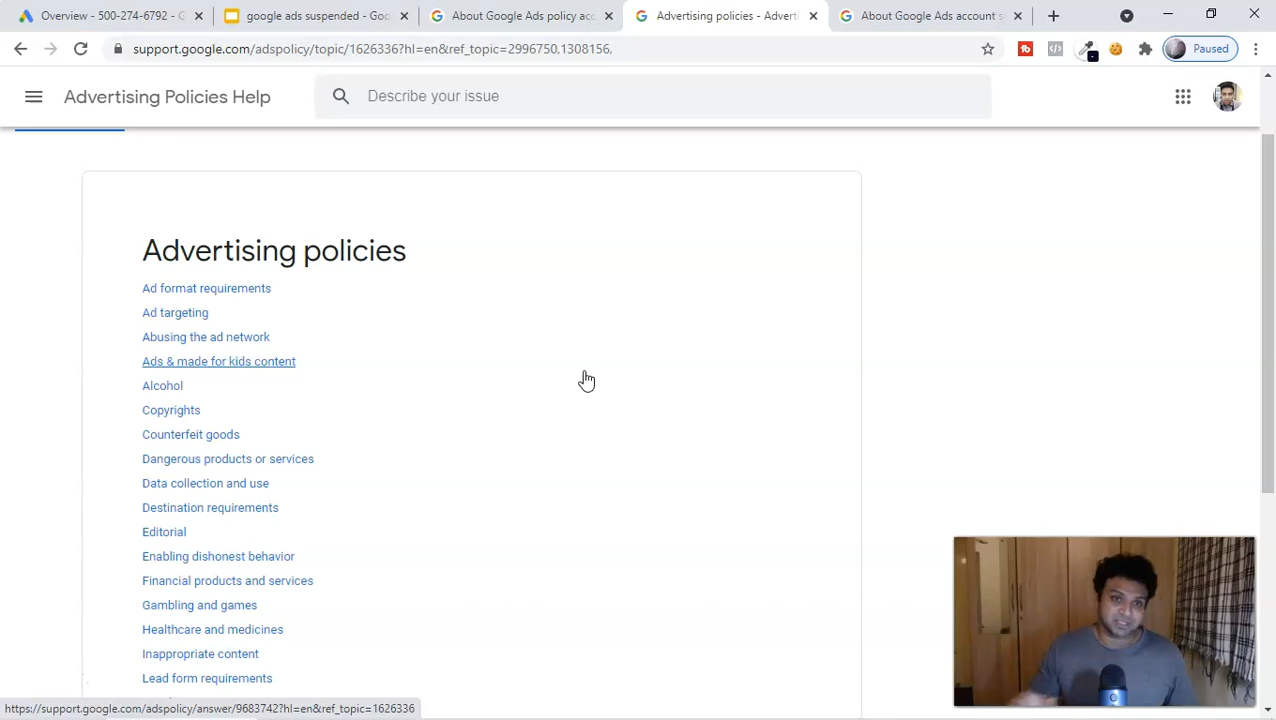 Overview - 500-274-6792 - G
google ads suspended - Goo
About Google Ads policy acc
Advertising policies - Adverti
About Google Ads account s
support.google.com/adspolicy/topic/1626336?hl=en&ref_topic=2996750,1308156,
Paused
Advertising Policies Help
Describe your issue
Advertising policies
Ad format requirements
Ad targeting
Abusing the ad network
Ads & made for kids content
Alcohol
Copyrights
Counterfeit goods
Dangerous products or services
Data collection and use
Destination requirements
Editorial
Enabling dishonest behavior
Financial products and services
Gambling and games
Healthcare and medicines
Inappropriate content
Lead form requirements
https://support.google.com/adspolicy/answer/9683742?hl=en&ref_topic=1626336